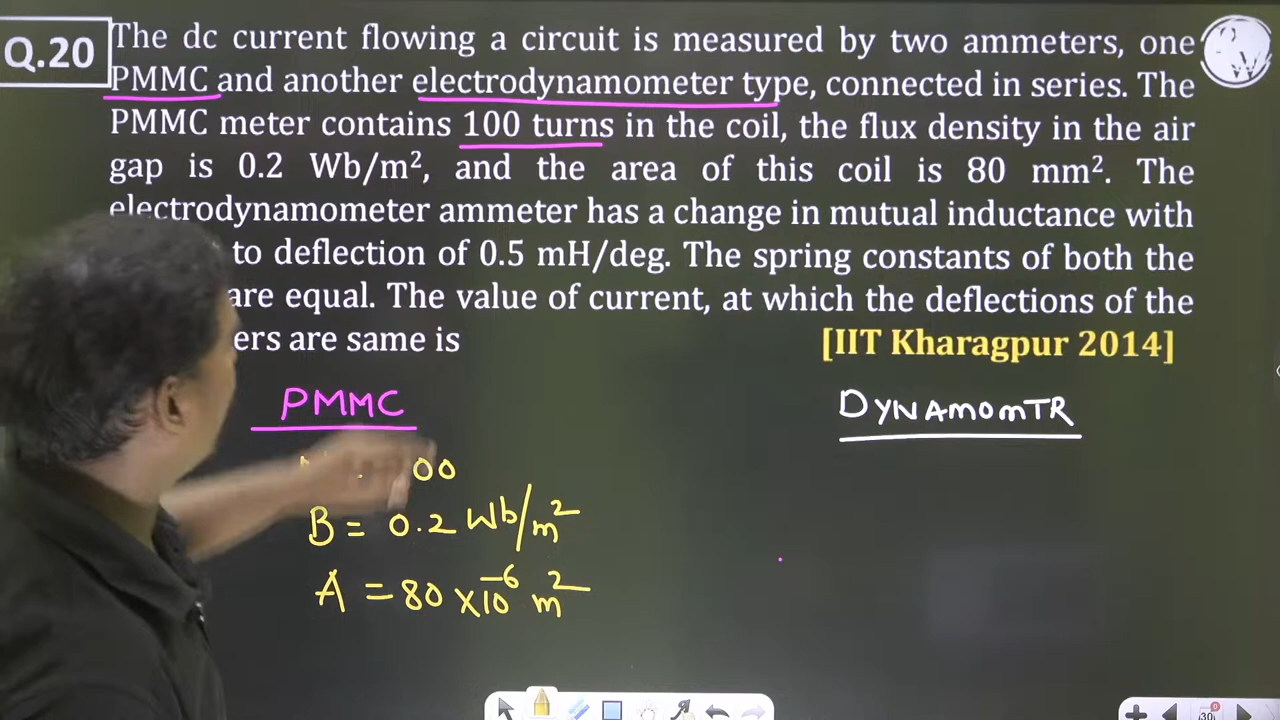 Q.20
The dc current flowing a circuit is measured by two ammeters, one
PMMC and another electrodynamometer type, connected in series. The
PMMC meter contains 100 turns in the coil, the flux density in the air
gap is 0.2 Wb/m², and the area of this coil is 80 mm². The
electrodynamometer ammeter has a change in mutual inductance with
to deflection of 0.5 mH/deg. The spring constants of both the
are equal. The value of current, at which the deflections of the
ers are same is [IIT Kharagpur 2014]
PMMC
DYNAMOMTR
00
B = 0.2 Wb/m²
A = 80 × 10⁻⁶ m²